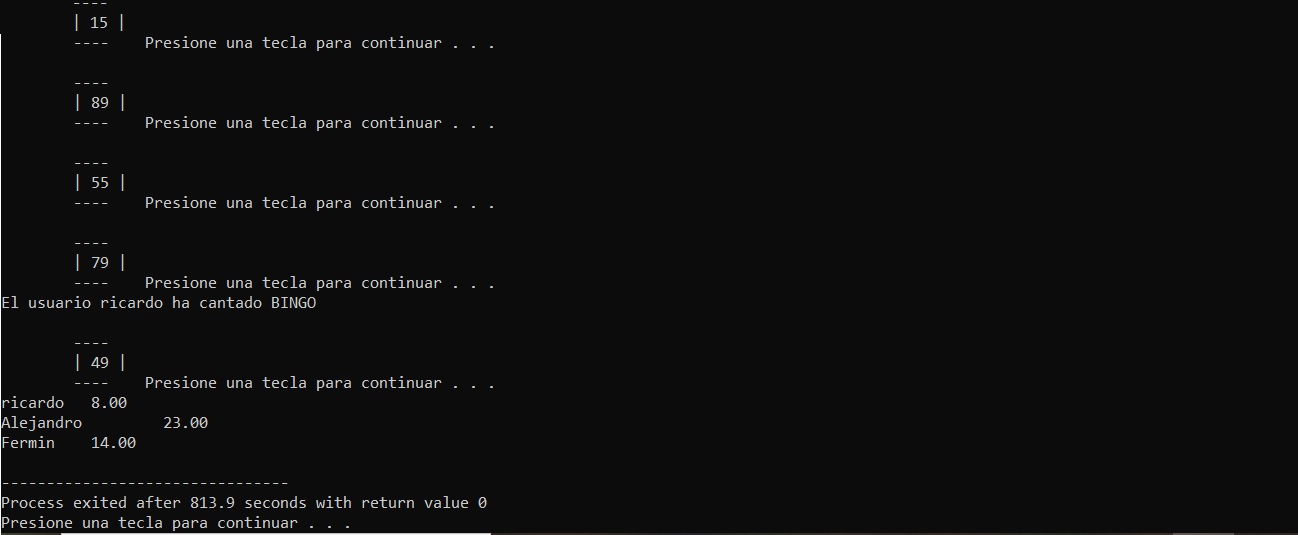 ----
| 15 |
----    Presione una tecla para continuar . . .
----
| 89 |
----    Presione una tecla para continuar . . .
----
| 55 |
----    Presione una tecla para continuar . . .
----
| 79 |
----    Presione una tecla para continuar . . .
El usuario ricardo ha cantado BINGO
----
| 49 |
----    Presione una tecla para continuar . . .
ricardo   8.00
Alejandro         23.00
Fermin    14.00
--------------------------------
Process exited after 813.9 seconds with return value 0
Presione una tecla para continuar . . .